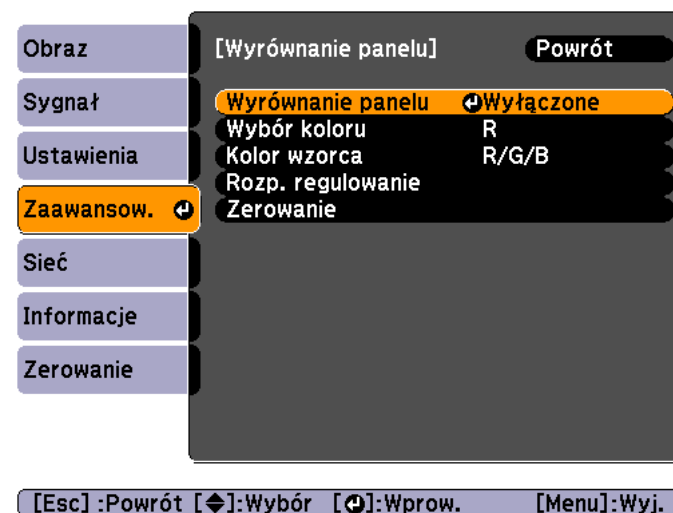 Obraz
Sygnał
Ustawienia
Zaawansow.
Sieć
Informacje
Zerowanie
[Wyrównanie panelu] Powrót
Wyrównanie panelu Wyłączone
Wybór koloru R
Kolor wzorca R/G/B
Rozp. regulowanie
Zerowanie
[Esc] :Powrót [◆]:Wybór [⏎]:Wprow. [Menu]:Wyj.